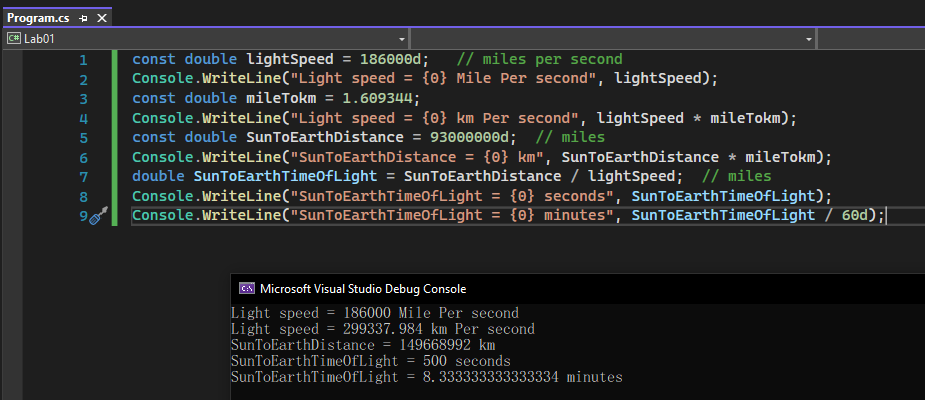 Program.cs
C# Lab01
1 const double lightSpeed = 186000d;   // miles per second
2 Console.WriteLine("Light speed = {0} Mile Per second", lightSpeed);
3 const double mileTokm = 1.609344;
4 Console.WriteLine("Light speed = {0} km Per second", lightSpeed * mileTokm);
5 const double SunToEarthDistance = 93000000d;  // miles
6 Console.WriteLine("SunToEarthDistance = {0} km", SunToEarthDistance * mileTokm);
7 double SunToEarthTimeOfLight = SunToEarthDistance / lightSpeed;  // miles
8 Console.WriteLine("SunToEarthTimeOfLight = {0} seconds", SunToEarthTimeOfLight);
9 Console.WriteLine("SunToEarthTimeOfLight = {0} minutes", SunToEarthTimeOfLight / 60d);
C:\ Microsoft Visual Studio Debug Console
Light speed = 186000 Mile Per second
Light speed = 299337.984 km Per second
SunToEarthDistance = 149668992 km
SunToEarthTimeOfLight = 500 seconds
SunToEarthTimeOfLight = 8.333333333333334 minutes